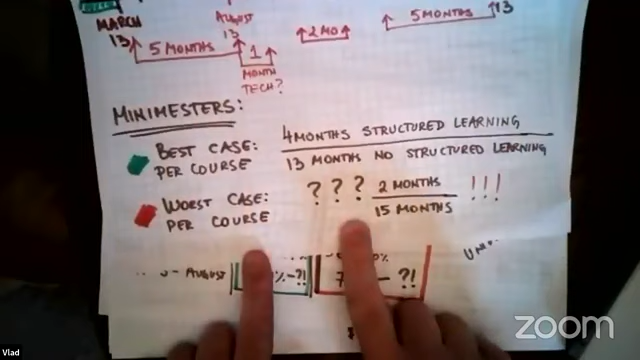 MARCH
13
AUGUST
13
5 MONTHS
1
MONTH
TECH?
2 MO
5 MONTHS
13
MINIMESTERS:
BEST CASE:
PER COURSE
4 MONTHS STRUCTURED LEARNING
13 MONTHS NO STRUCTURED LEARNING
WORST CASE:
PER COURSE
? ? ? 2 MONTHS
15 MONTHS
!!!
- AUGUST
%-?!
7
- ?!
Vlad
zoom